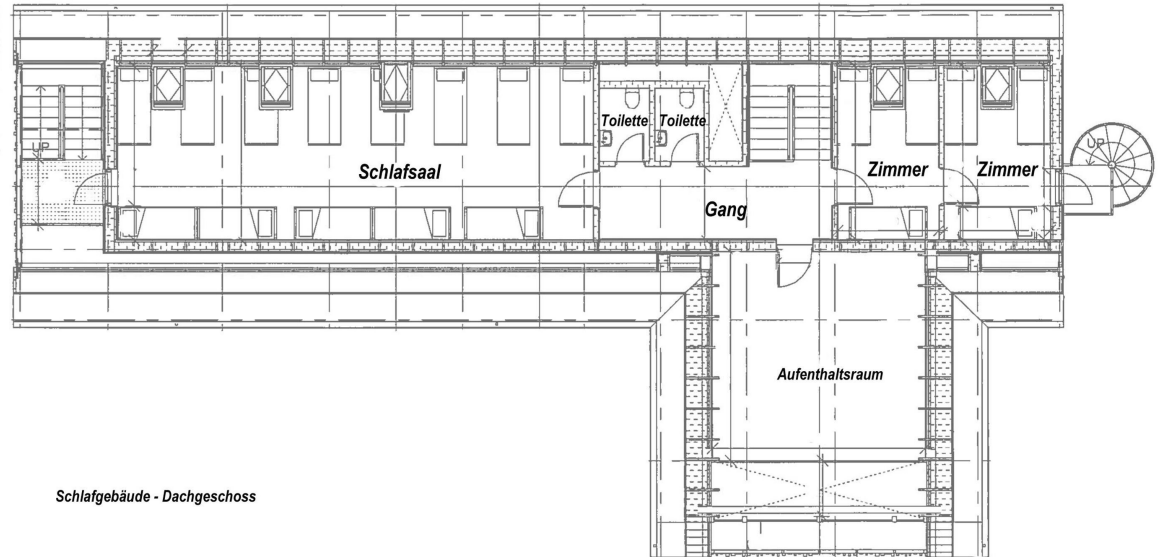 UP
Toilette
Toilette
UP
Schlafsaal
Zimmer
Zimmer
Gang
Aufenthaltsraum
Schlafgebäude - Dachgeschoss